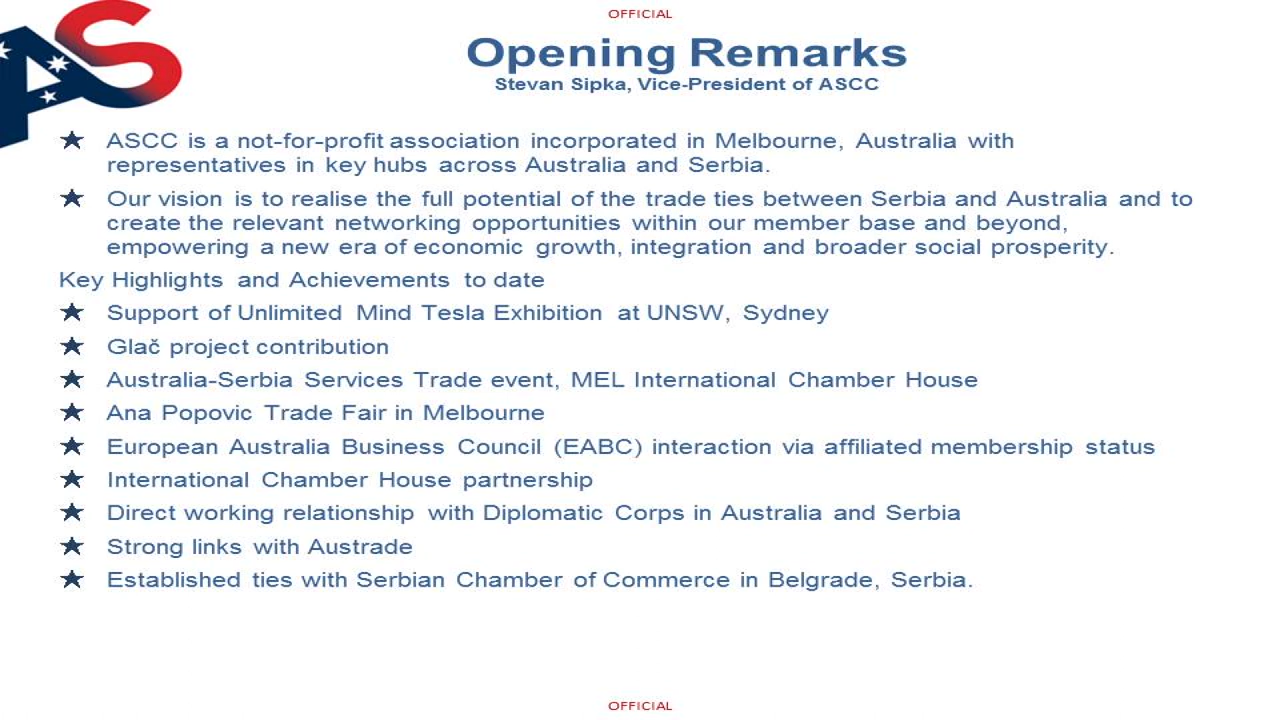 OFFICIAL
AS
Opening Remarks
Stevan Sipka, Vice-President of ASCC
★ ASCC is a not-for-profit association incorporated in Melbourne, Australia with
representatives in key hubs across Australia and Serbia.
★ Our vision is to realise the full potential of the trade ties between Serbia and Australia and to
create the relevant networking opportunities within our member base and beyond,
empowering a new era of economic growth, integration and broader social prosperity.
Key Highlights and Achievements to date
★ Support of Unlimited Mind Tesla Exhibition at UNSW, Sydney
★ Glač project contribution
★ Australia-Serbia Services Trade event, MEL International Chamber House
★ Ana Popovic Trade Fair in Melbourne
★ European Australia Business Council (EABC) interaction via affiliated membership status
★ International Chamber House partnership
★ Direct working relationship with Diplomatic Corps in Australia and Serbia
★ Strong links with Austrade
★ Established ties with Serbian Chamber of Commerce in Belgrade, Serbia.
OFFICIAL